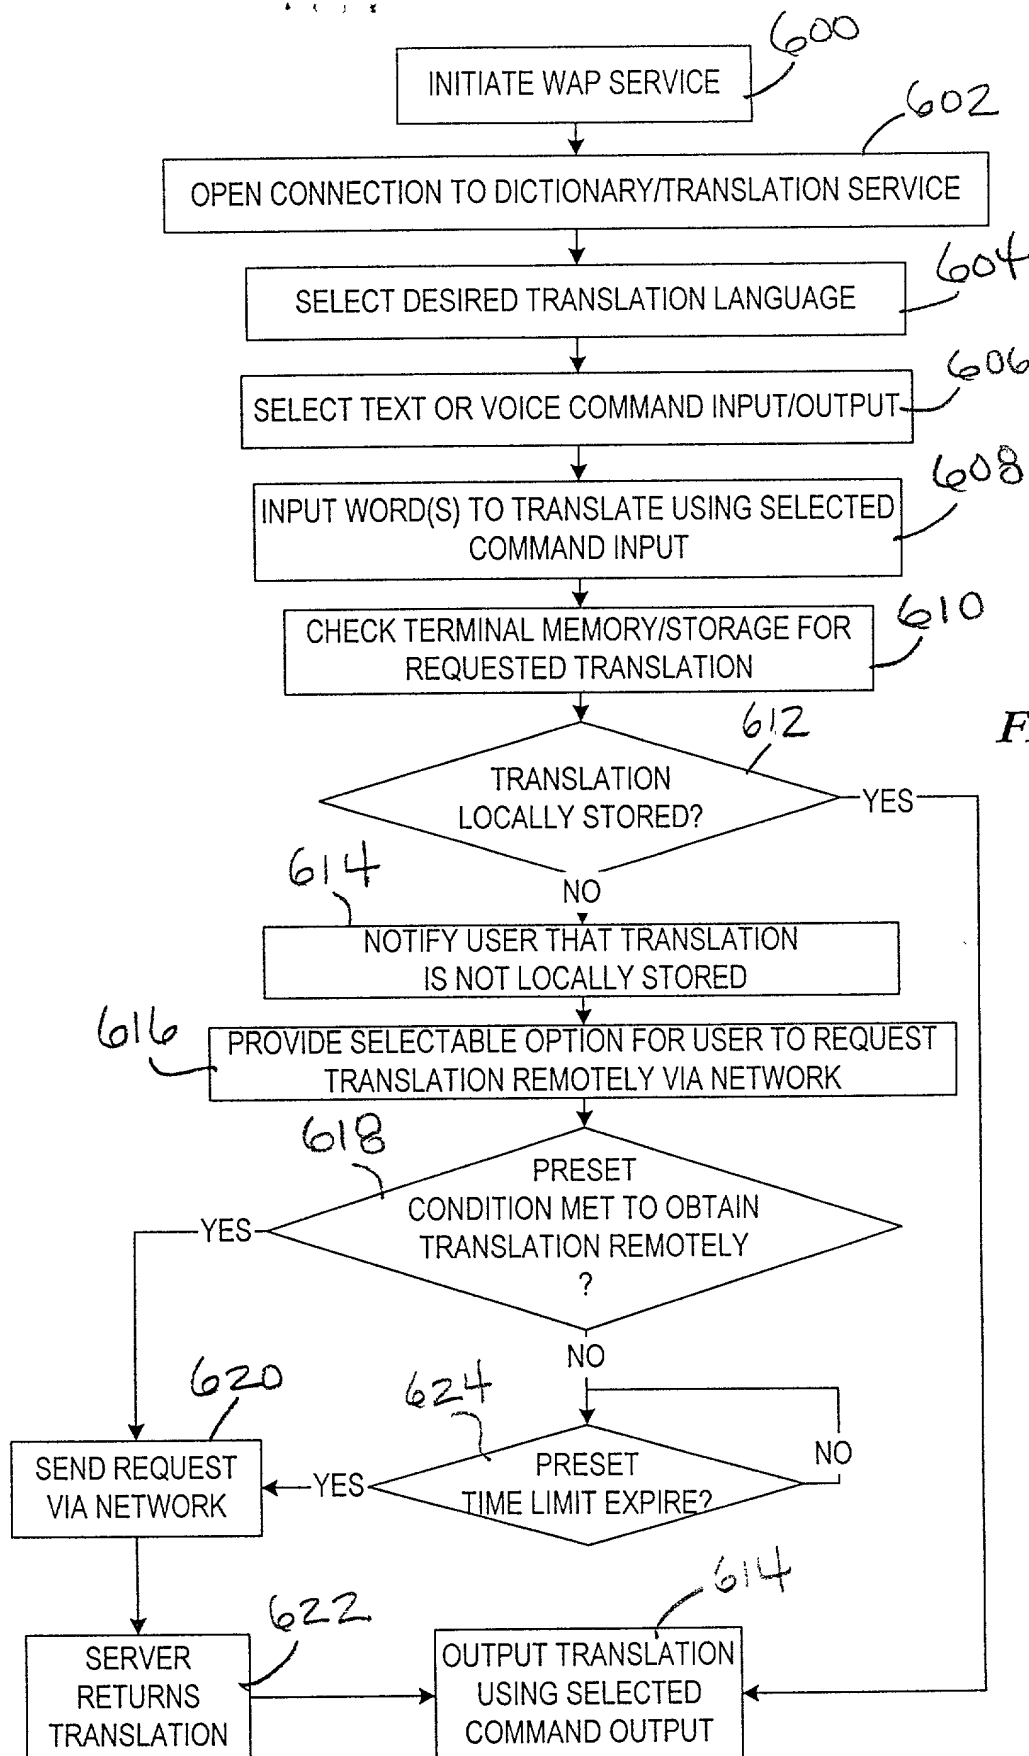 600
INITIATE WAP SERVICE
602
OPEN CONNECTION TO DICTIONARY/TRANSLATION SERVICE
604
SELECT DESIRED TRANSLATION LANGUAGE
606
SELECT TEXT OR VOICE COMMAND INPUT/OUTPUT
608
INPUT WORD(S) TO TRANSLATE USING SELECTED
COMMAND INPUT
610
CHECK TERMINAL MEMORY/STORAGE FOR
REQUESTED TRANSLATION
612
TRANSLATION
LOCALLY STORED?
YES
614
NO
NOTIFY USER THAT TRANSLATION
IS NOT LOCALLY STORED
616
PROVIDE SELECTABLE OPTION FOR USER TO REQUEST
TRANSLATION REMOTELY VIA NETWORK
618
PRESET
CONDITION MET TO OBTAIN
TRANSLATION REMOTELY
?
YES
NO
620
624
SEND REQUEST
VIA NETWORK
YES
PRESET
TIME LIMIT EXPIRE?
NO
622
614
SERVER
RETURNS
TRANSLATION
OUTPUT TRANSLATION
USING SELECTED
COMMAND OUTPUT